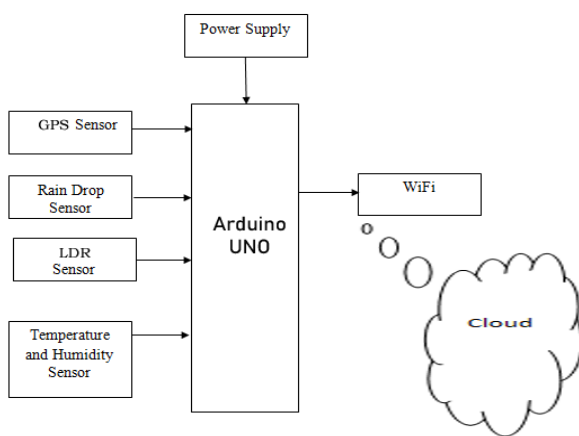 Power Supply
GPS Sensor
Rain Drop
Sensor
LDR
Sensor
Temperature
and Humidity
Sensor
Arduino
UNO
WiFi
Cloud